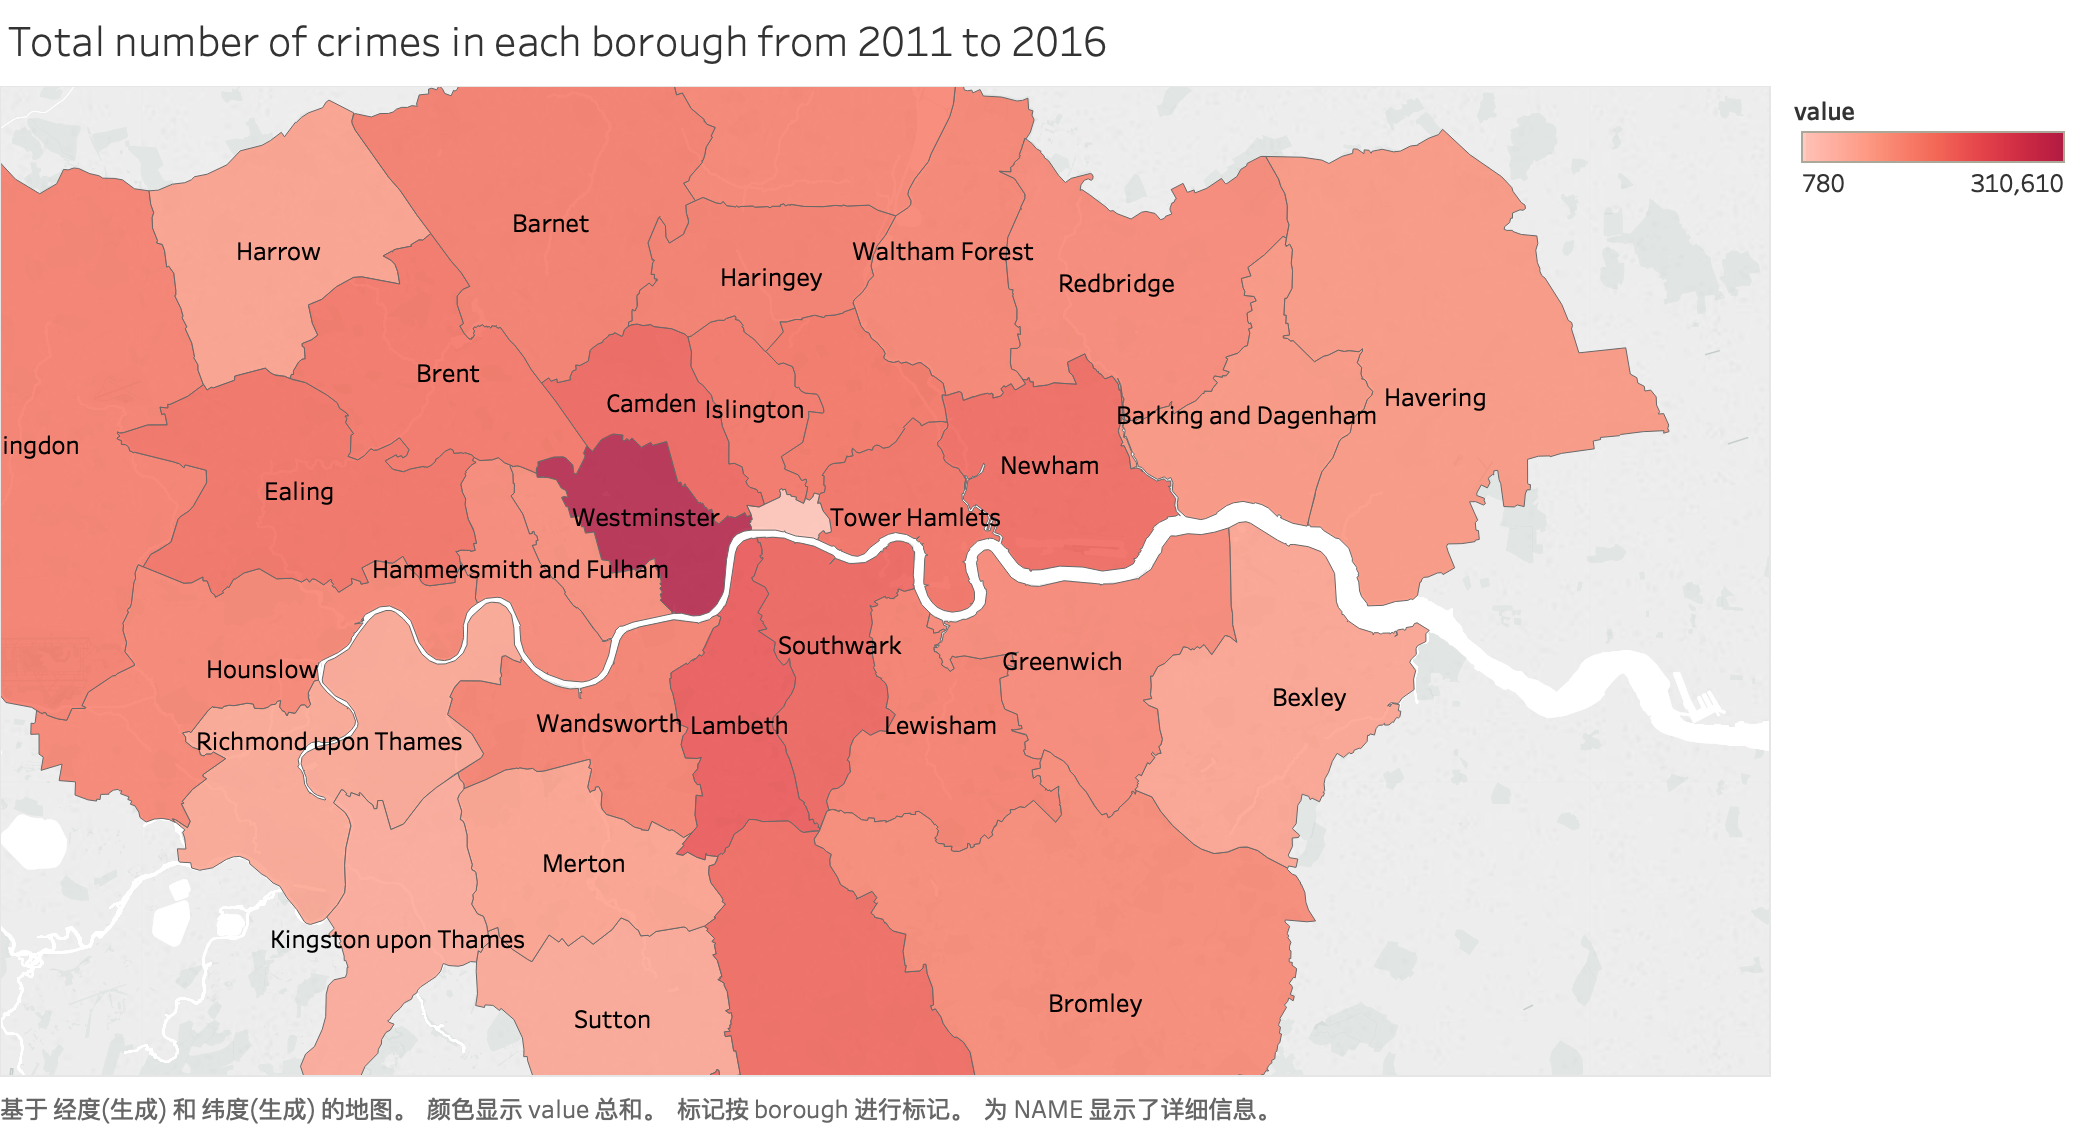 Total number of crimes in each borough from 2011 to 2016
value
780
310,610
Barnet
Harrow
Waltham Forest
Haringey
Redbridge
Brent
Havering
Camden
Islington
Barking and Dagenham
ingdon
Newham
Ealing
Westminster
Tower Hamlets
Hammersmith and Fulham
Southwark
Greenwich
Hounslow
Bexley
Wandsworth
Lambeth
Lewisham
Richmond upon Thames
Merton
Kingston upon Thames
Bromley
Sutton
基于 经度(生成) 和 纬度(生成) 的地图。 颜色显示 value 总和。 标记按 borough 进行标记。 为 NAME 显示了详细信息。